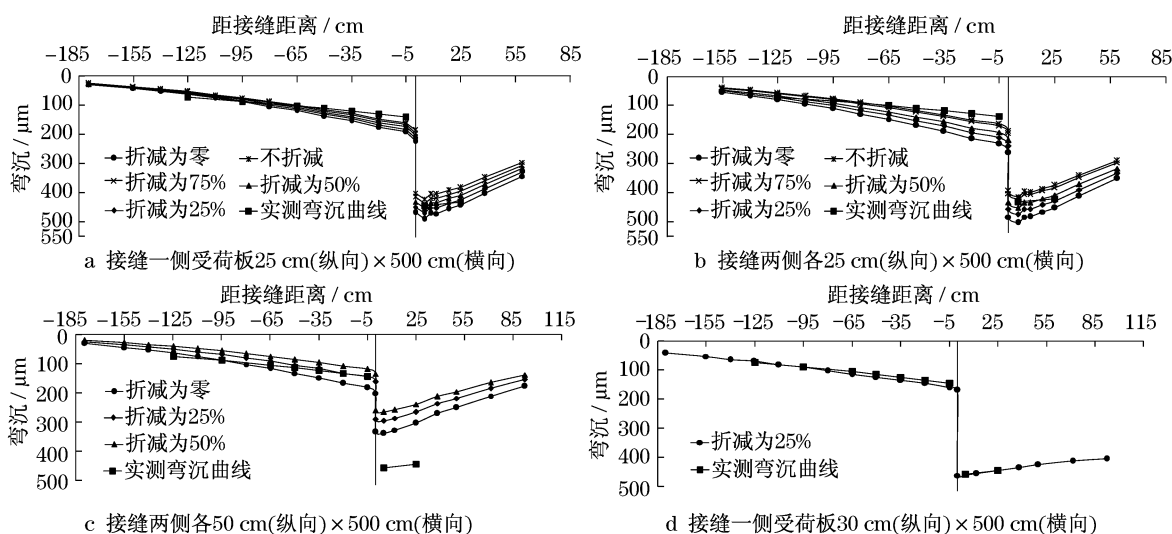 距接缝距离 / cm
-185 -155 -125 -95 -65 -35 -5 25 55 85
0
100
200
300
400
500
550
弯沉 / μm
折减为零 不折减
折减为75% 折减为50%
折减为25% 实测弯沉曲线
a 接缝一侧受荷板25 cm(纵向)×500 cm(横向)
距接缝距离 / cm
-185 -155 -125 -95 -65 -35 -5 25 55 85
0
100
200
300
400
500
550
弯沉 / μm
折减为零 不折减
折减为75% 折减为50%
折减为25% 实测弯沉曲线
b 接缝两侧各25 cm(纵向)×500 cm(横向)
距接缝距离 / cm
-185 -155 -125 -95 -65 -35 -5 25 55 85 115
0
100
200
300
400
500
弯沉 / μm
折减为零
折减为25%
折减为50%
实测弯沉曲线
c 接缝两侧各50 cm(纵向)×500 cm(横向)
距接缝距离 / cm
-185 -155 -125 -95 -65 -35 -5 25 55 85 115
0
100
200
300
400
500
弯沉 / μm
折减为25%
实测弯沉曲线
d 接缝一侧受荷板30 cm(纵向)×500 cm(横向)